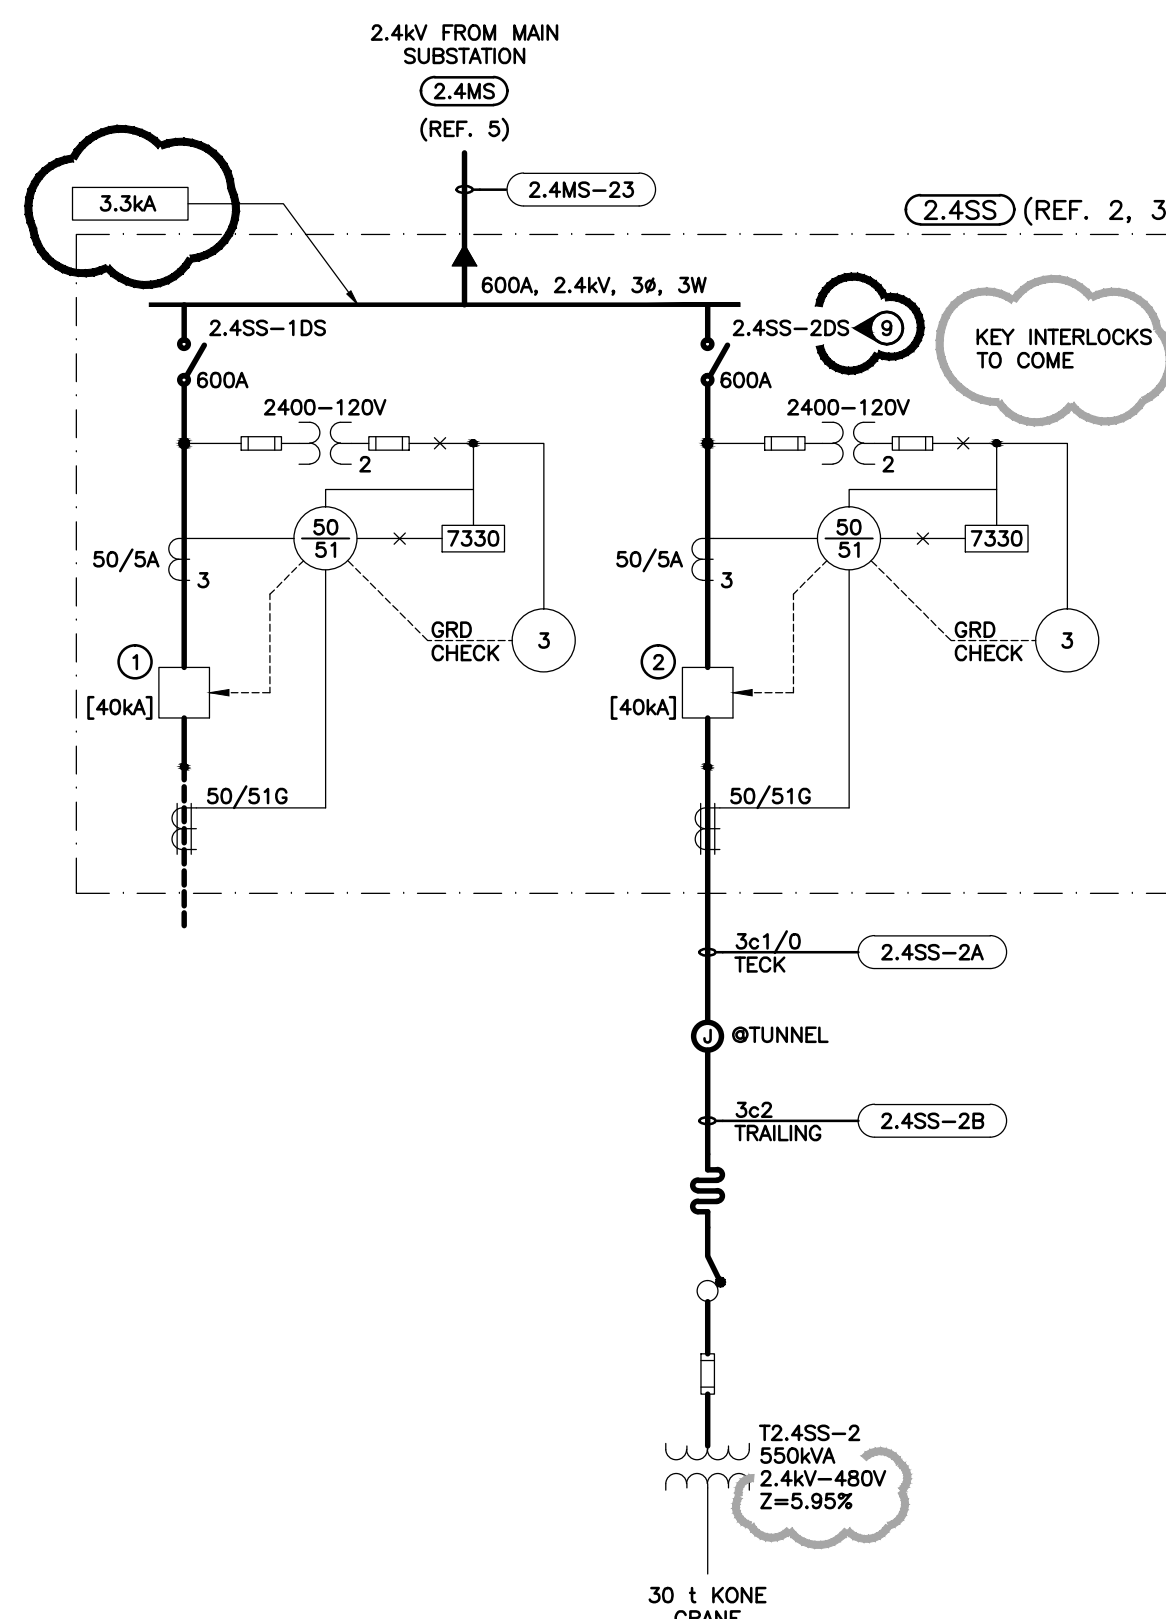 2.4kV FROM MAIN
SUBSTATION
2.4MS
(REF. 5)
3.3kA
2.4MS-23
2.4SS (REF. 2, 3
600A, 2.4kV, 3ø, 3W
2.4SS-1DS
600A
2400-120V
2
50
51
7330
50/5A
3
GRD
CHECK
3
1
[40kA]
50/51G
2.4SS-2DS
9
KEY INTERLOCKS
TO COME
600A
2400-120V
2
50
51
7330
50/5A
3
GRD
CHECK
3
2
[40kA]
50/51G
3c1/0
TECK
2.4SS-2A
J @TUNNEL
3c2
TRAILING
2.4SS-2B
T2.4SS-2
550kVA
2.4kV-480V
Z=5.95%
30 t KONE
CRANE